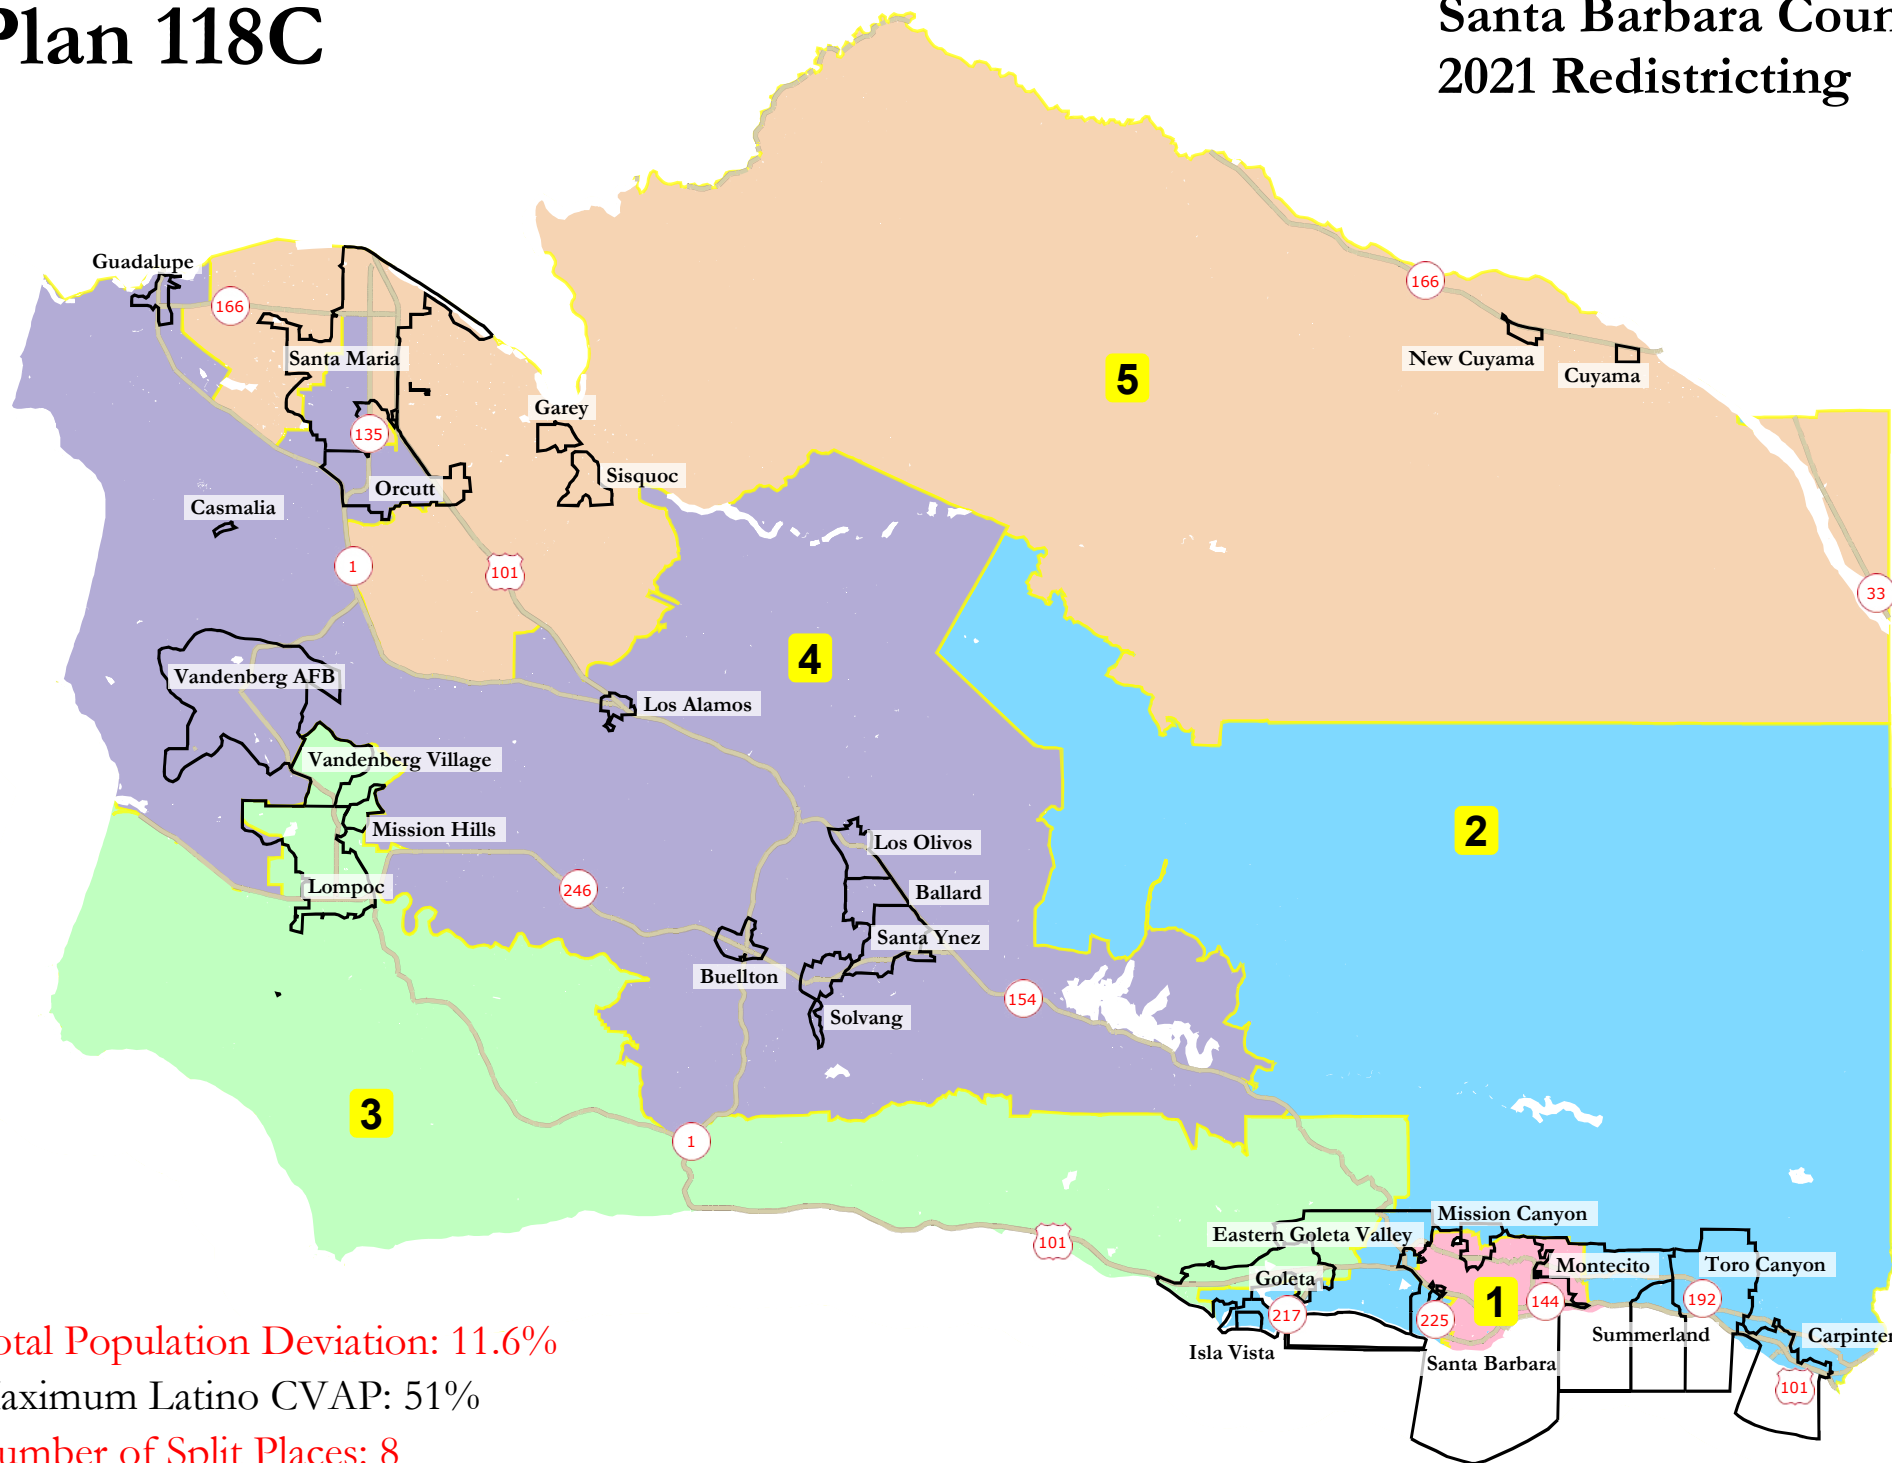 Plan 118C
Santa Barbara Coun
2021 Redistricting
Guadalupe
166
166
Santa Maria
New Cuyama
Cuyama
5
Garey
135
Sisquoc
Orcutt
Casmalia
1
101
33
4
Vandenberg AFB
Los Alamos
Vandenberg Village
Mission Hills
2
Los Olivos
Lompoc
246
Ballard
Santa Ynez
Buellton
154
Solvang
3
1
Mission Canyon
101
Eastern Goleta Valley
Montecito
Toro Canyon
Goleta
217
1
144
192
225
Summerland
Carpinter
Isla Vista
Santa Barbara
101
otal Population Deviation: 11.6%
aximum Latino CVAP: 51%
umber of Split Places: 8